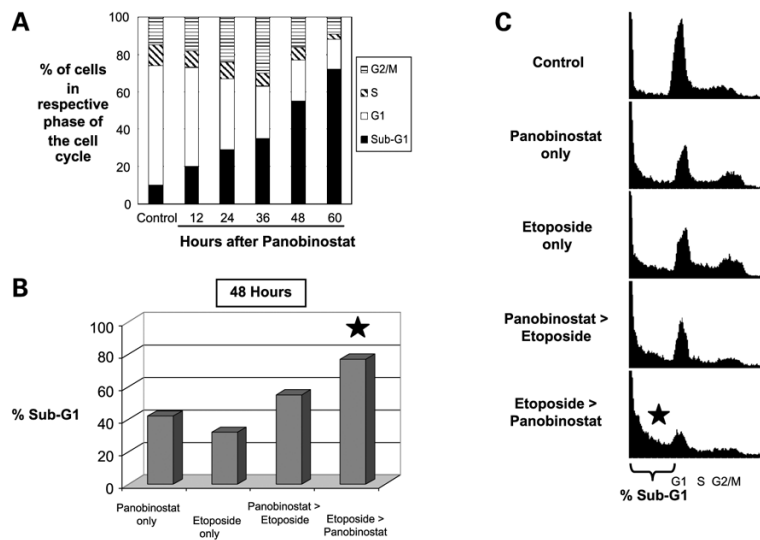 A
% of cells
in
respective
phase of
the cell
cycle
100
80
60
40
20
0
G2/M
S
G1
Sub-G1
Control 12 24 36 48 60
Hours after Panobinostat
B
48 Hours
% Sub-G1
100
80
60
40
20
0
Panobinostat
only
Etoposide
only
Panobinostat >
Etoposide
Etoposide >
Panobinostat
C
Control
Panobinostat
only
Etoposide
only
Panobinostat >
Etoposide
Etoposide >
Panobinostat
G1 S G2/M
% Sub-G1